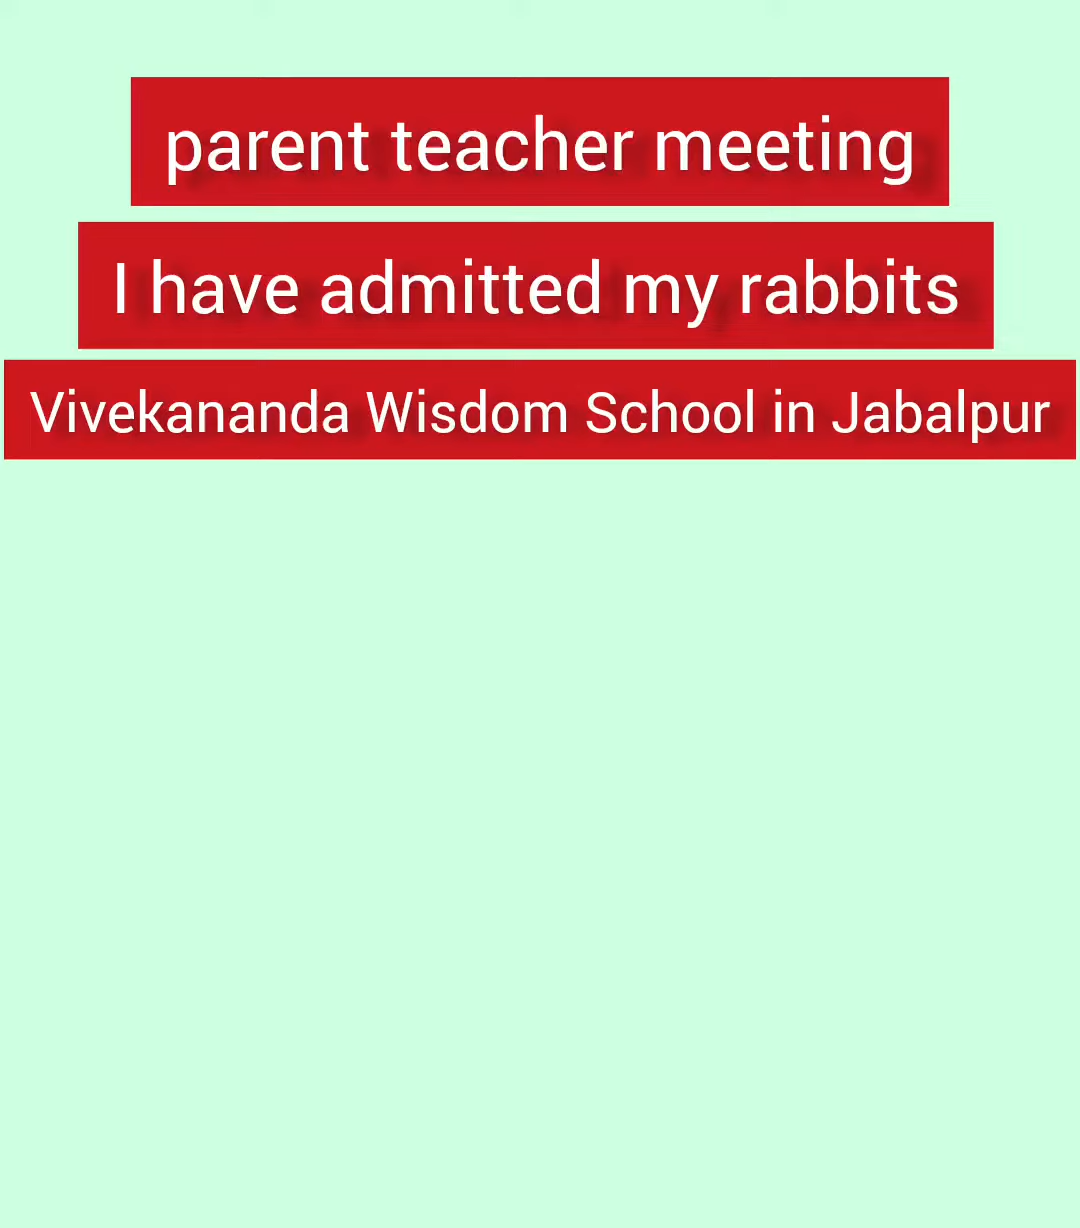 parent teacher meeting
I have admitted my rabbits
Vivekananda Wisdom School in Jabalpur